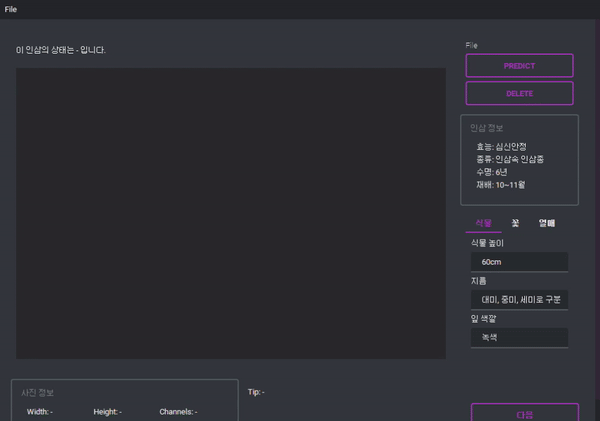 File
이 인삼의 상태는 - 입니다.
File
PREDICT
DELETE
인삼 정보
효능: 심신안정
종류: 인삼속 인삼종
수명: 6년
재배: 10~11월
식물
꽃
열매
식물 높이
60cm
지름
대미, 중미, 세미로 구분
잎 색깔
녹색
사진 정보
Width: -
Height: -
Channels: -
Tip: -
다음